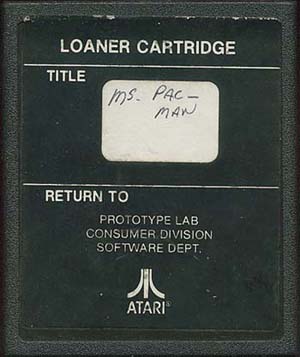 LOANER CARTRIDGE
TITLE
MS. PAC-
MAN
RETURN TO
PROTOTYPE LAB
CONSUMER DIVISION
SOFTWARE DEPT.
ATARI®